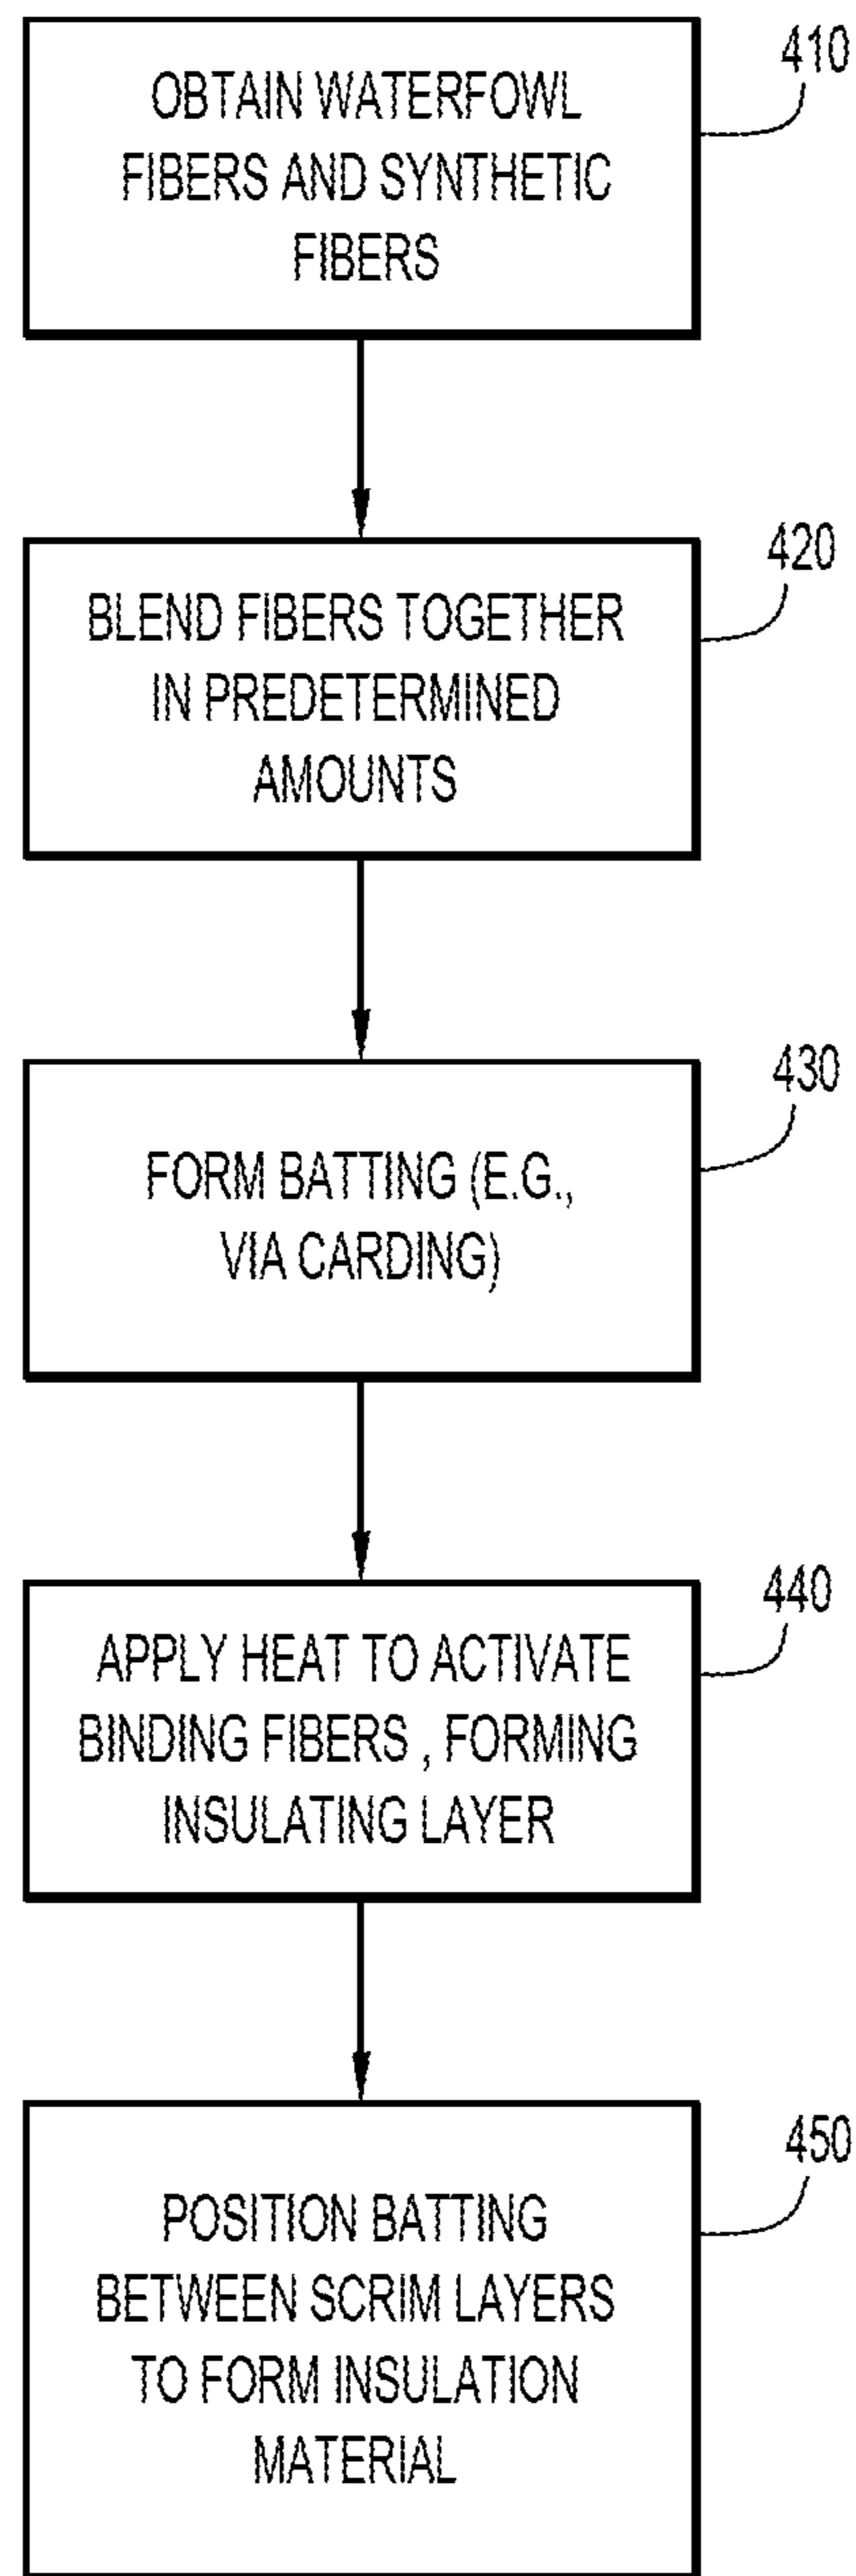 410
OBTAIN WATERFOWL
FIBERS AND SYNTHETIC
FIBERS
420
BLEND FIBERS TOGETHER
IN PREDETERMINED
AMOUNTS
430
FORM BATTING (E.G.,
VIA CARDING)
440
APPLY HEAT TO ACTIVATE
BINDING FIBERS , FORMING
INSULATING LAYER
450
POSITION BATTING
BETWEEN SCRIM LAYERS
TO FORM INSULATION
MATERIAL